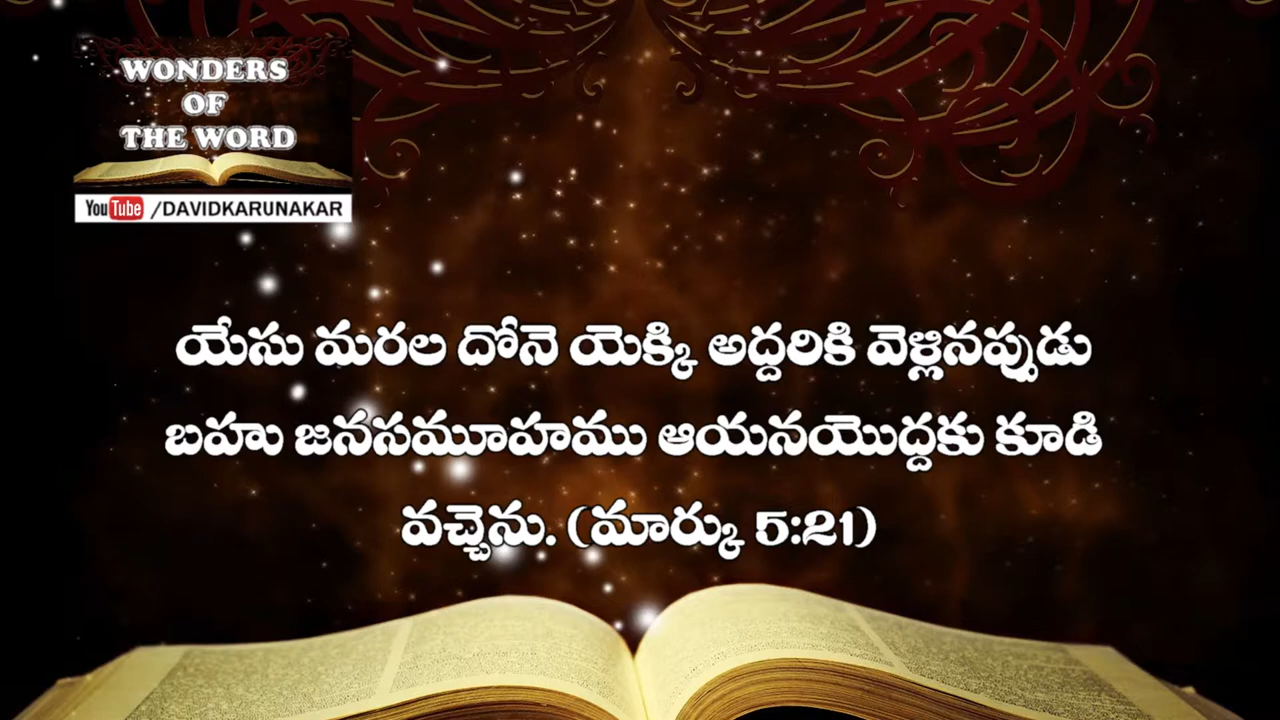 WONDERS
OF
THE WORD
YouTube /DAVIDKARUNAKAR
యేసు మరల దోనె యెక్కి అద్దరికి వెళ్లినప్పుడు
బహు జనసమూహము ఆయనయొద్దకు కూడి
వచ్చెను. (మార్కు 5:21)